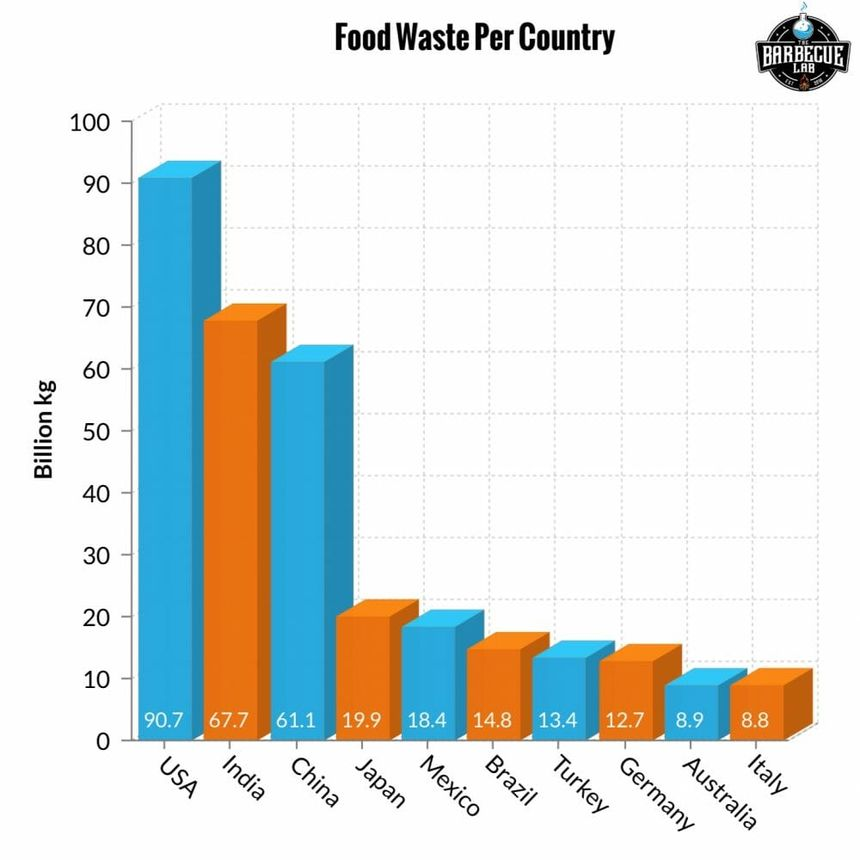 Food Waste Per Country
THE
BARBECUE
LAB
100
90
80
70
60
50
40
30
20
10
0
Billion kg
90.7 67.7 61.1 19.9 18.4 14.8 13.4 12.7 8.9 8.8
USA India China Japan Mexico Brazil Turkey Germany Australia Italy